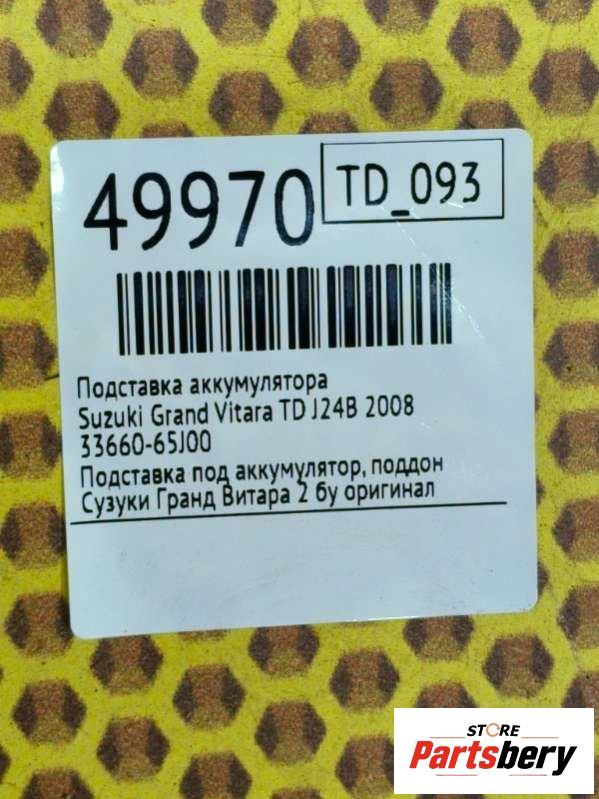 49970
TD_093
Подставка аккумулятора
Suzuki Grand Vitara TD J24B 2008
33660-65J00
Подставка под аккумулятор, поддон
Сузуки Гранд Витара 2 бу оригинал
STORE
Partsbery